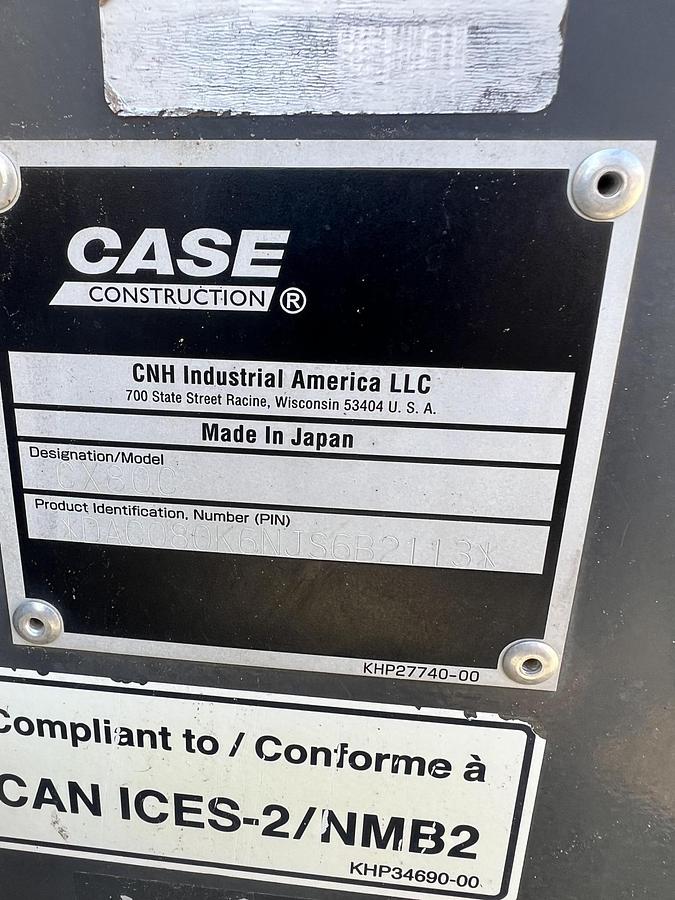 CASE
CONSTRUCTION ®
CNH Industrial America LLC
700 State Street Racine, Wisconsin 53404 U. S. A.
Made In Japan
Designation/Model
CX80C
Product Identification, Number (PIN)
KHP27740-00
Compliant to / Conforme à
CAN ICES-2/NMB2
KHP34690-00